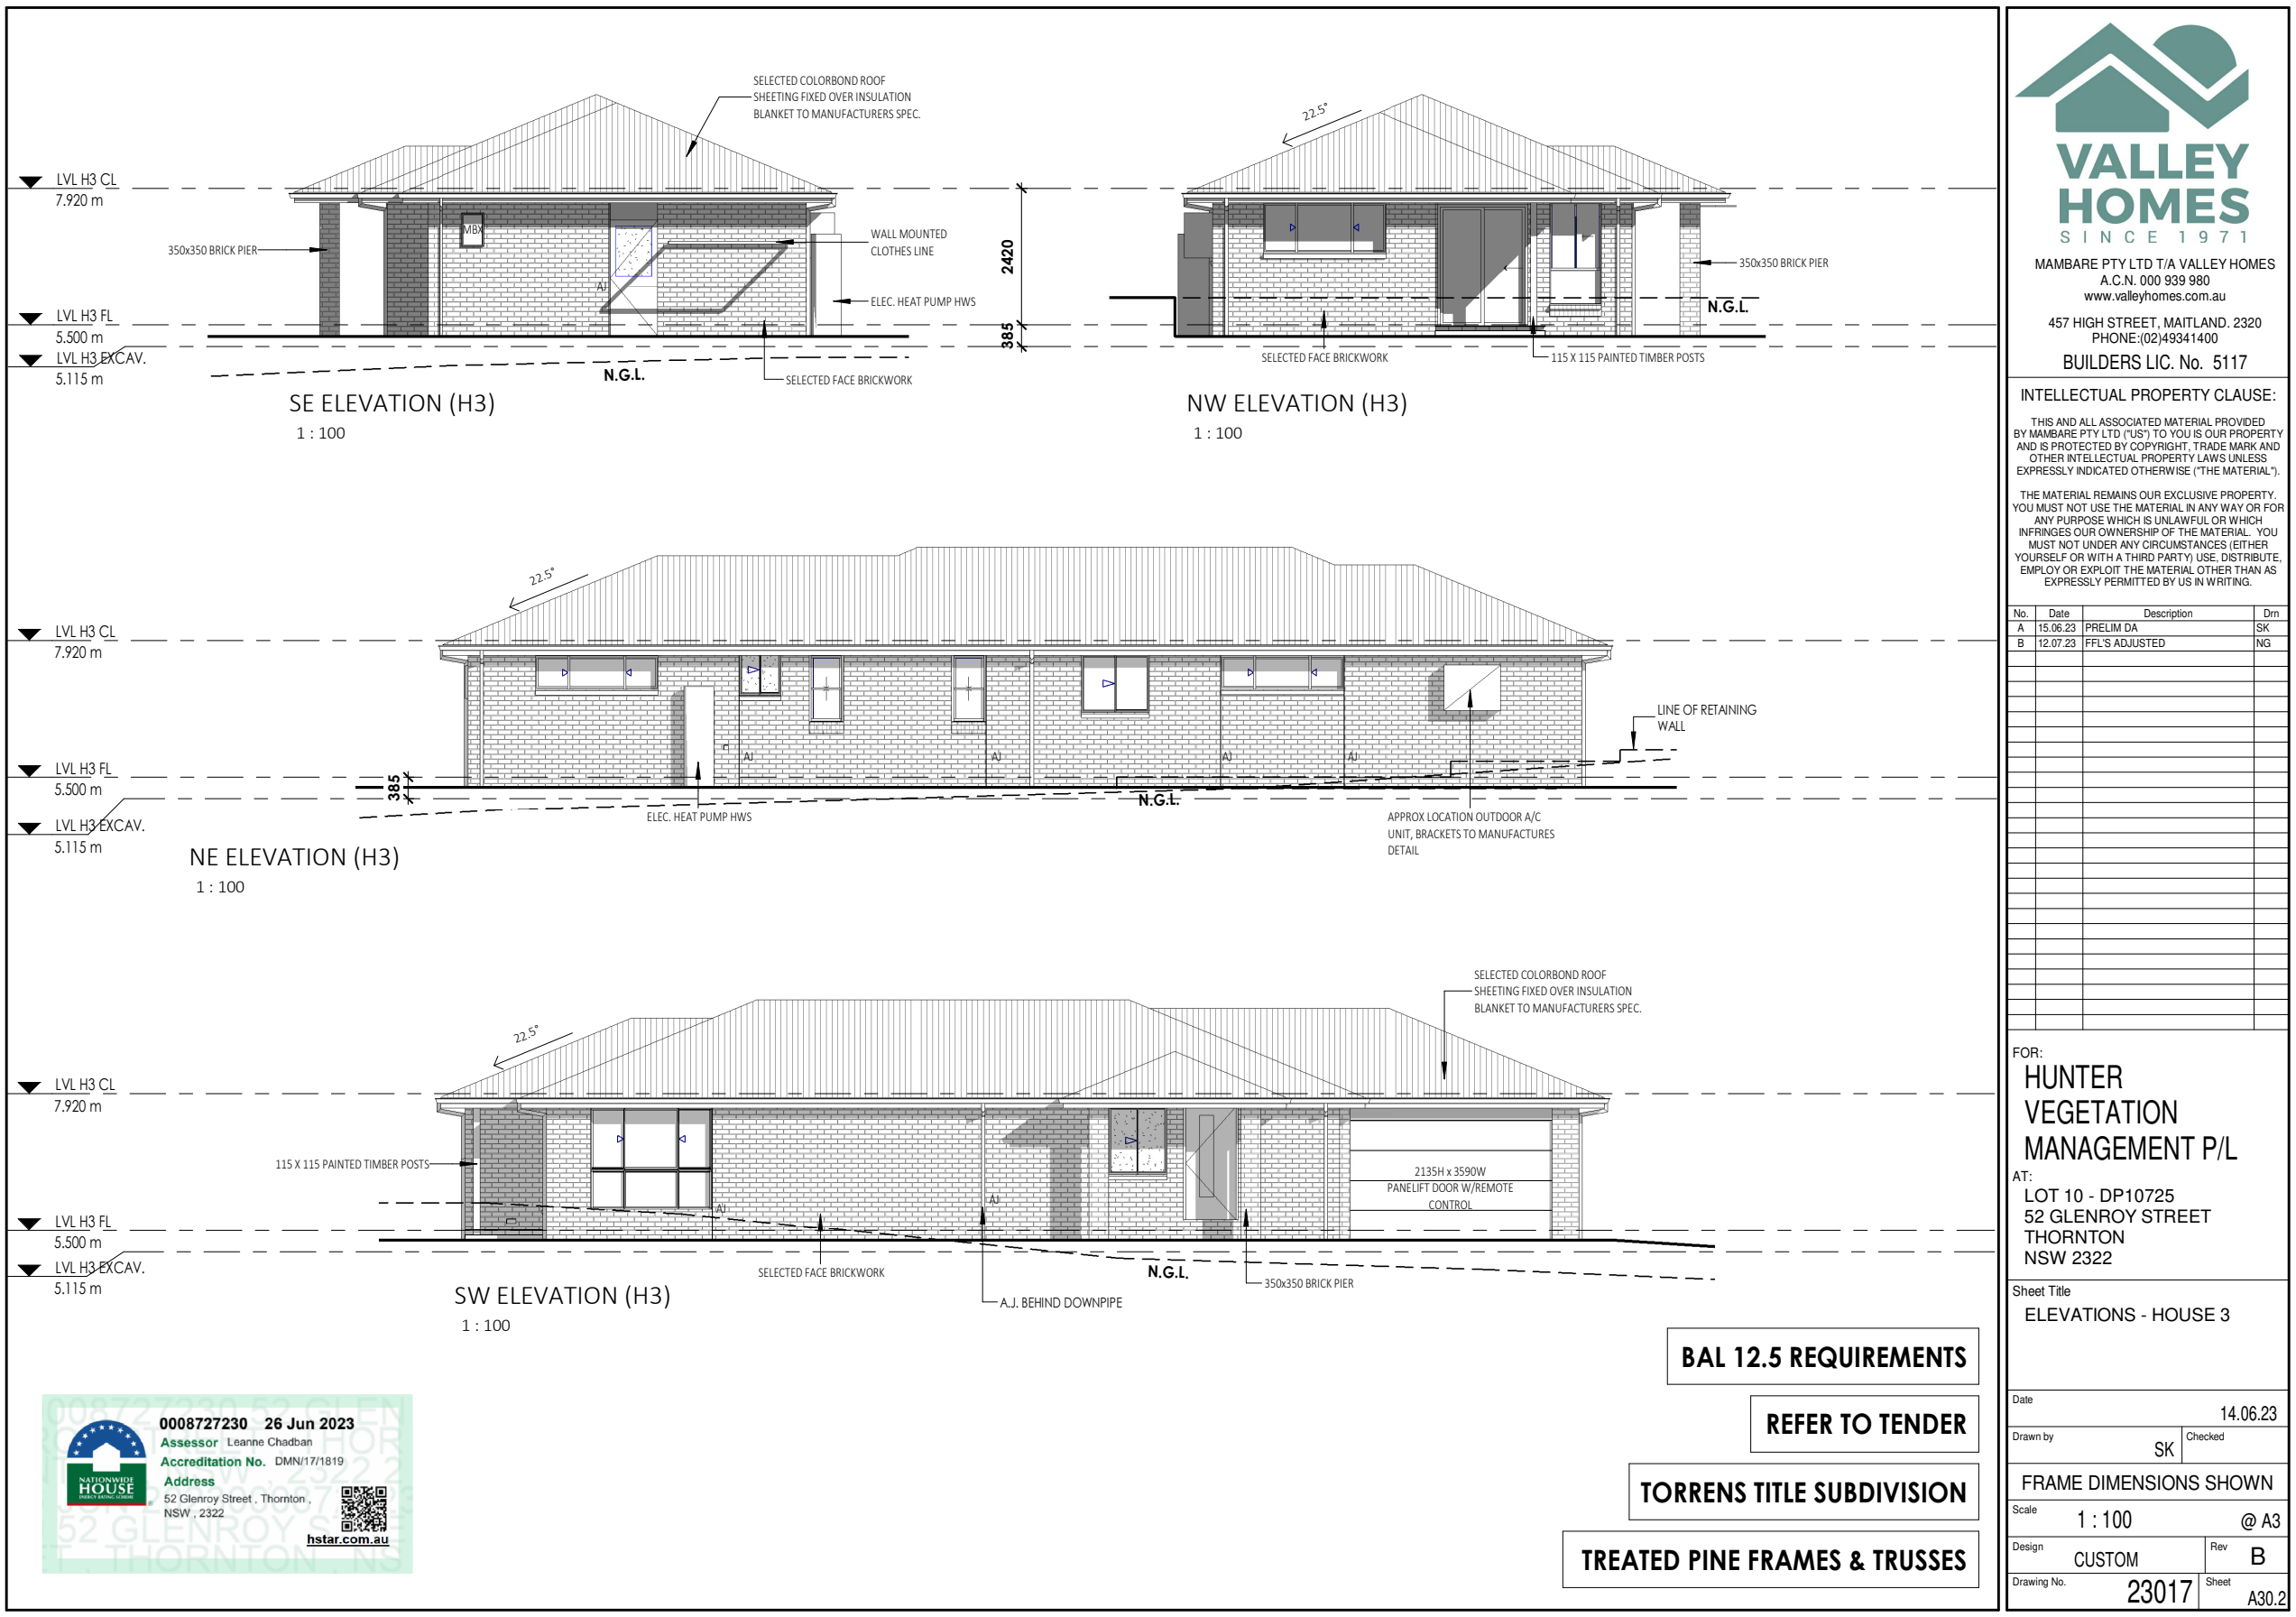 SELECTED COLORBOND ROOF
SHEETING FIXED OVER INSULATION
BLANKET TO MANUFACTURERS SPEC.
LVL H3 CL
7.920 m
350x350 BRICK PIER
MBX
WALL MOUNTED
CLOTHES LINE
AJ
ELEC. HEAT PUMP HWS
LVL H3 FL
5.500 m
LVL H3 EXCAV.
5.115 m
N.G.L.
SELECTED FACE BRICKWORK
SE ELEVATION (H3)
1 : 100
2420
385
22.5°
350x350 BRICK PIER
N.G.L.
SELECTED FACE BRICKWORK
115 X 115 PAINTED TIMBER POSTS
NW ELEVATION (H3)
1 : 100
22.5°
LVL H3 CL
7.920 m
LINE OF RETAINING
WALL
AJ
AJ
AJ
AJ
LVL H3 FL
5.500 m
385
LVL H3 EXCAV.
5.115 m
N.G.L.
ELEC. HEAT PUMP HWS
APPROX LOCATION OUTDOOR A/C
UNIT, BRACKETS TO MANUFACTURES
DETAIL
NE ELEVATION (H3)
1 : 100
SELECTED COLORBOND ROOF
SHEETING FIXED OVER INSULATION
BLANKET TO MANUFACTURERS SPEC.
22.5°
LVL H3 CL
7.920 m
115 X 115 PAINTED TIMBER POSTS
2135H x 3590W
PANELIFT DOOR W/REMOTE
CONTROL
AJ
AJ
LVL H3 FL
5.500 m
LVL H3 EXCAV.
5.115 m
SELECTED FACE BRICKWORK
N.G.L.
350x350 BRICK PIER
A.J. BEHIND DOWNPIPE
SW ELEVATION (H3)
1 : 100
BAL 12.5 REQUIREMENTS
REFER TO TENDER
TORRENS TITLE SUBDIVISION
TREATED PINE FRAMES & TRUSSES
0008727230 26 Jun 2023
Assessor Leanne Chadban
Accreditation No. DMN/17/1819
Address
52 Glenroy Street , Thornton ,
NSW , 2322
hstar.com.au
NATIONWIDE
HOUSE
ENERGY RATING SCHEME
VALLEY
HOMES
SINCE 1971
MAMBARE PTY LTD T/A VALLEY HOMES
A.C.N. 000 939 980
www.valleyhomes.com.au
457 HIGH STREET, MAITLAND. 2320
PHONE:(02)49341400
BUILDERS LIC. No. 5117
INTELLECTUAL PROPERTY CLAUSE:
THIS AND ALL ASSOCIATED MATERIAL PROVIDED
BY MAMBARE PTY LTD ("US") TO YOU IS OUR PROPERTY
AND IS PROTECTED BY COPYRIGHT, TRADE MARK AND
OTHER INTELLECTUAL PROPERTY LAWS UNLESS
EXPRESSLY INDICATED OTHERWISE ("THE MATERIAL").
THE MATERIAL REMAINS OUR EXCLUSIVE PROPERTY.
YOU MUST NOT USE THE MATERIAL IN ANY WAY OR FOR
ANY PURPOSE WHICH IS UNLAWFUL OR WHICH
INFRINGES OUR OWNERSHIP OF THE MATERIAL. YOU
MUST NOT UNDER ANY CIRCUMSTANCES (EITHER
YOURSELF OR WITH A THIRD PARTY) USE, DISTRIBUTE,
EMPLOY OR EXPLOIT THE MATERIAL OTHER THAN AS
EXPRESSLY PERMITTED BY US IN WRITING.
No. Date Description Drn
A 15.06.23 PRELIM DA SK
B 12.07.23 FFL'S ADJUSTED NG
FOR:
HUNTER
VEGETATION
MANAGEMENT P/L
AT:
LOT 10 - DP10725
52 GLENROY STREET
THORNTON
NSW 2322
Sheet Title
ELEVATIONS - HOUSE 3
Date
14.06.23
Drawn by SK Checked
FRAME DIMENSIONS SHOWN
Scale 1 : 100 @ A3
Design CUSTOM Rev B
Drawing No. 23017 Sheet A30.2